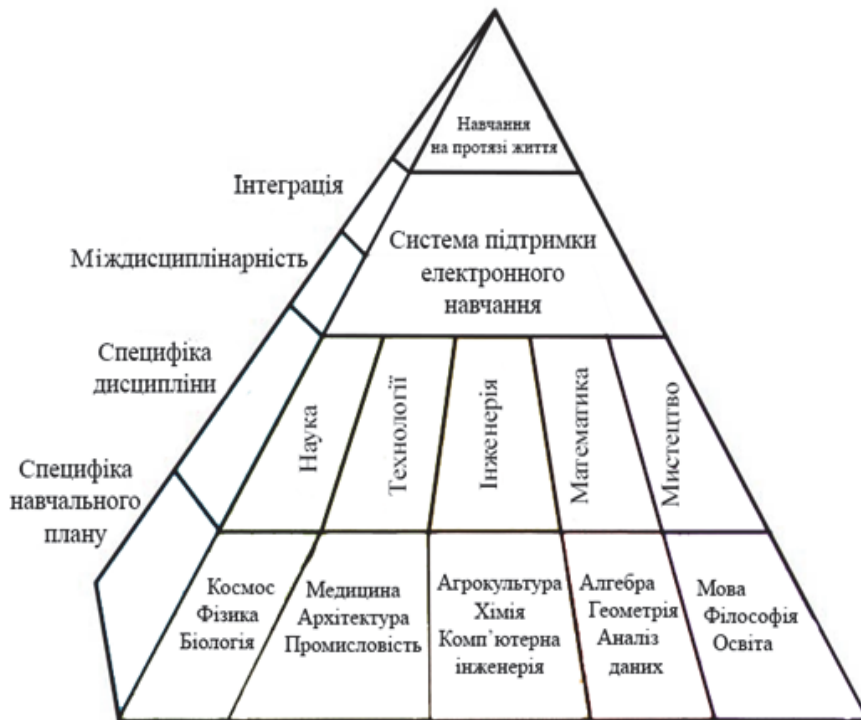 Навчання
на протязі життя
Інтеграція
Міждисциплінарність
Система підтримки
електронного
навчання
Специфіка
дисципліни
Наука
Технології
Інженерія
Математика
Мистецтво
Специфіка
навчального
плану
Космос
Фізика
Біологія
Медицина
Архітектура
Промисловість
Агрокультура
Хімія
Комп`ютерна
інженерія
Алгебра
Геометрія
Аналіз
даних
Мова
Філософія
Освіта